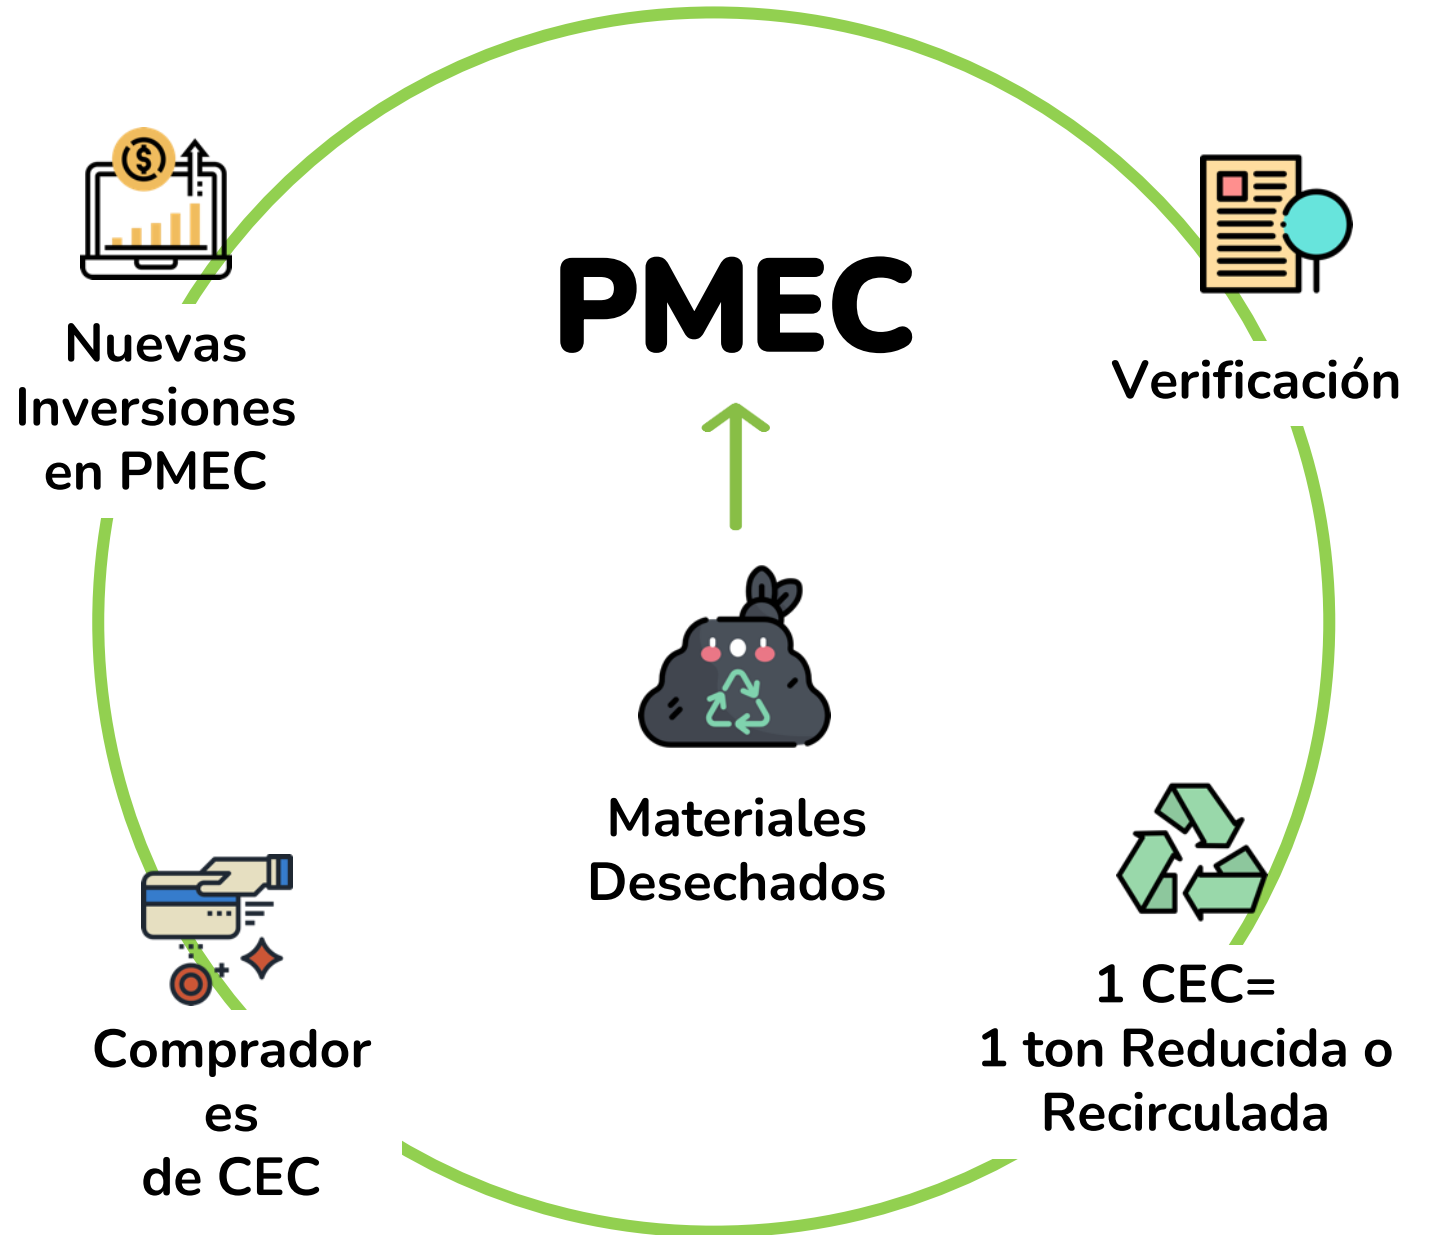 PMEC
Nuevas
Inversiones
en PMEC
Verificación
Materiales
Desechados
1 CEC=
1 ton Reducida o
Recirculada
Comprador
es
de CEC